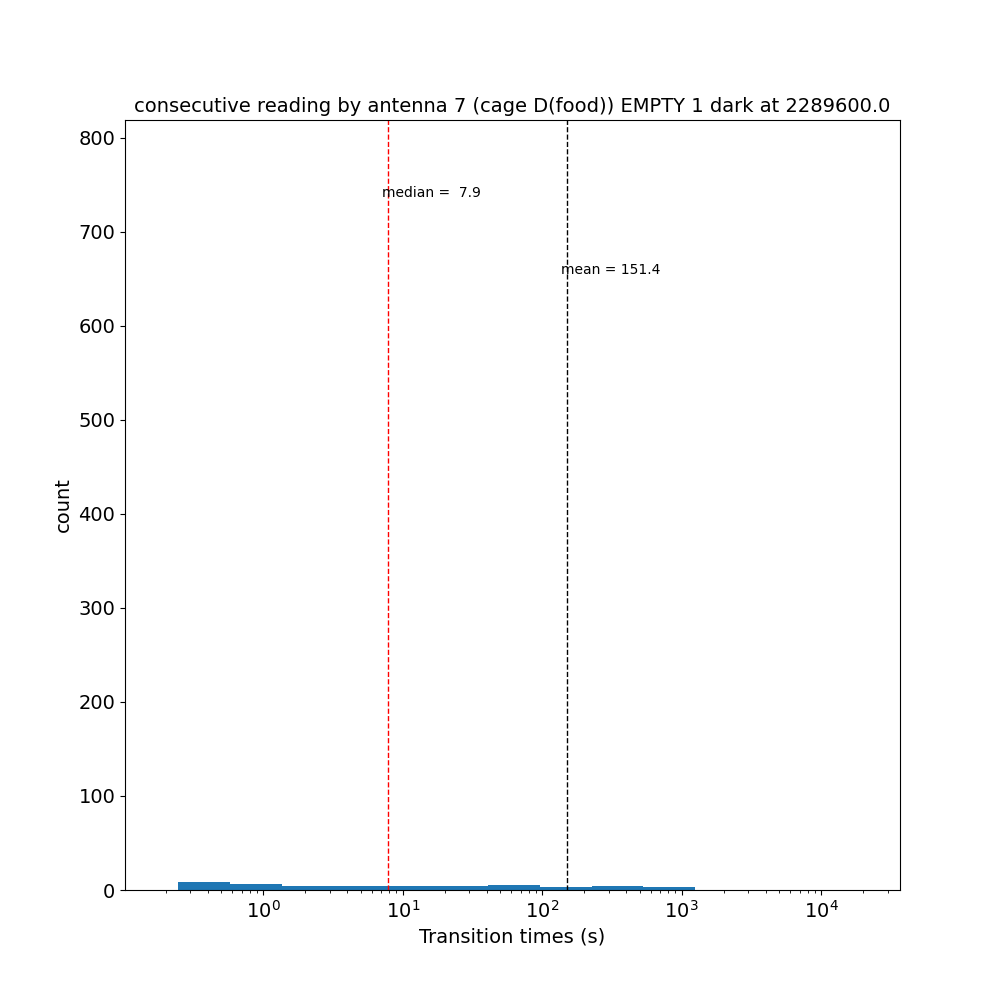 consecutive reading by antenna 7 (cage D(food)) EMPTY 1 dark at 2289600.0
800
median =  7.9
700
mean = 151.4
600
500
count
400
300
200
100
0
10^0 10^1 10^2 10^3 10^4
Transition times (s)